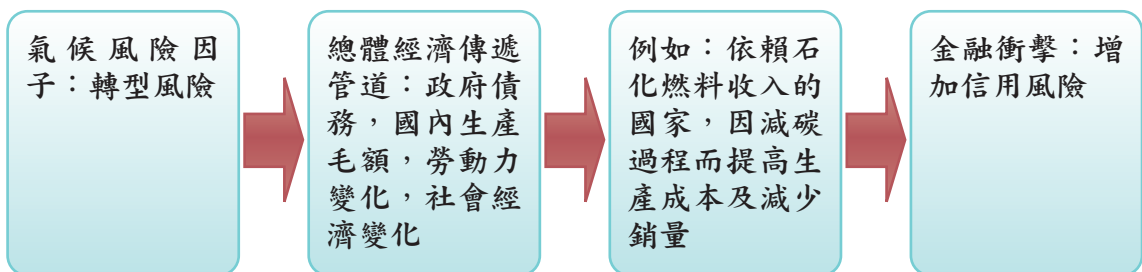 氣候風險因
子：轉型風險
總體經濟傳遞
管道：政府債
務，國內生產
毛額，勞動力
變化，社會經
濟變化
例如：依賴石
化燃料收入的
國家，因減碳
過程而提高生
產成本及減少
銷量
金融衝擊：增
加信用風險